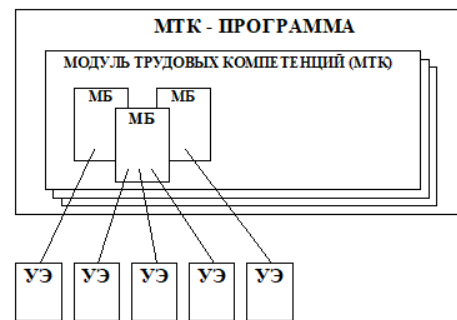 МТК - ПРОГРАММА
МОДУЛЬ ТРУДОВЫХ КОМПЕТЕНЦИЙ (МТК)
МБ МБ
МБ
УЭ УЭ УЭ УЭ УЭ